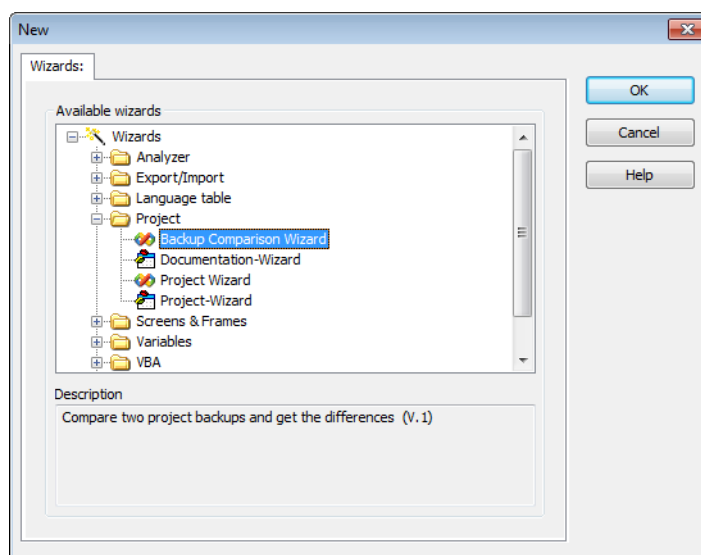 New
Wizards:
Available wizards
Wizards
Analyzer
Export/Import
Language table
Project
Backup Comparison Wizard
Documentation-Wizard
Project Wizard
Project-Wizard
Screens & Frames
Variables
VBA
Description
Compare two project backups and get the differences (V.1)
OK
Cancel
Help